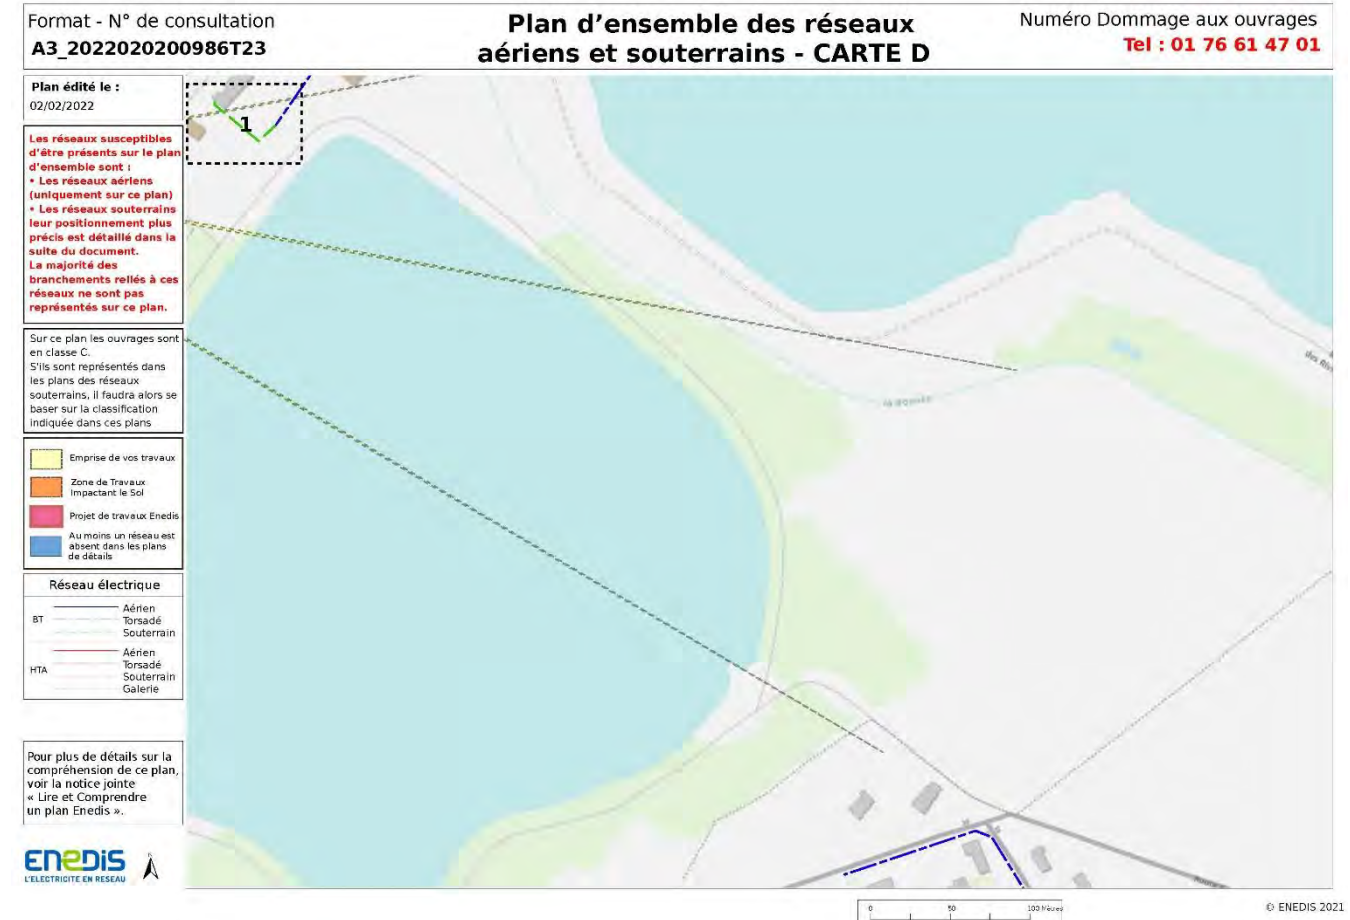 Format - N° de consultation
A3_2022020200986T23
Plan d'ensemble des réseaux
aériens et souterrains - CARTE D
Numéro Dommage aux ouvrages
Tel : 01 76 61 47 01
Plan édité le :
02/02/2022
Les réseaux susceptibles
d'être présents sur le plan
d'ensemble sont :
• Les réseaux aériens
(uniquement sur ce plan)
• Les réseaux souterrains
leur positionnement plus
précis est détaillé dans la
suite du document.
La majorité des
branchements reliés à ces
réseaux ne sont pas
représentés sur ce plan.
Sur ce plan les ouvrages sont
en classe C.
S'ils sont représentés dans
les plans des réseaux
souterrains, il faudra alors se
baser sur la classification
indiquée dans ces plans
Emprise de vos travaux
Zone de Travaux
Impactant le Sol
Projet de travaux Enedis
Au moins un réseau est
absent dans les plans
de détails
Réseau électrique
BT
Aérien
Torsadé
Souterrain
HTA
Aérien
Torsadé
Souterrain
Galerie
Pour plus de détails sur la
compréhension de ce plan,
voir la notice jointe
« Lire et Comprendre
un plan Enedis ».
ENEDIS
L'ELECTRICITE EN RESEAU
N
1
0 50 100 Mètres
© ENEDIS 2021